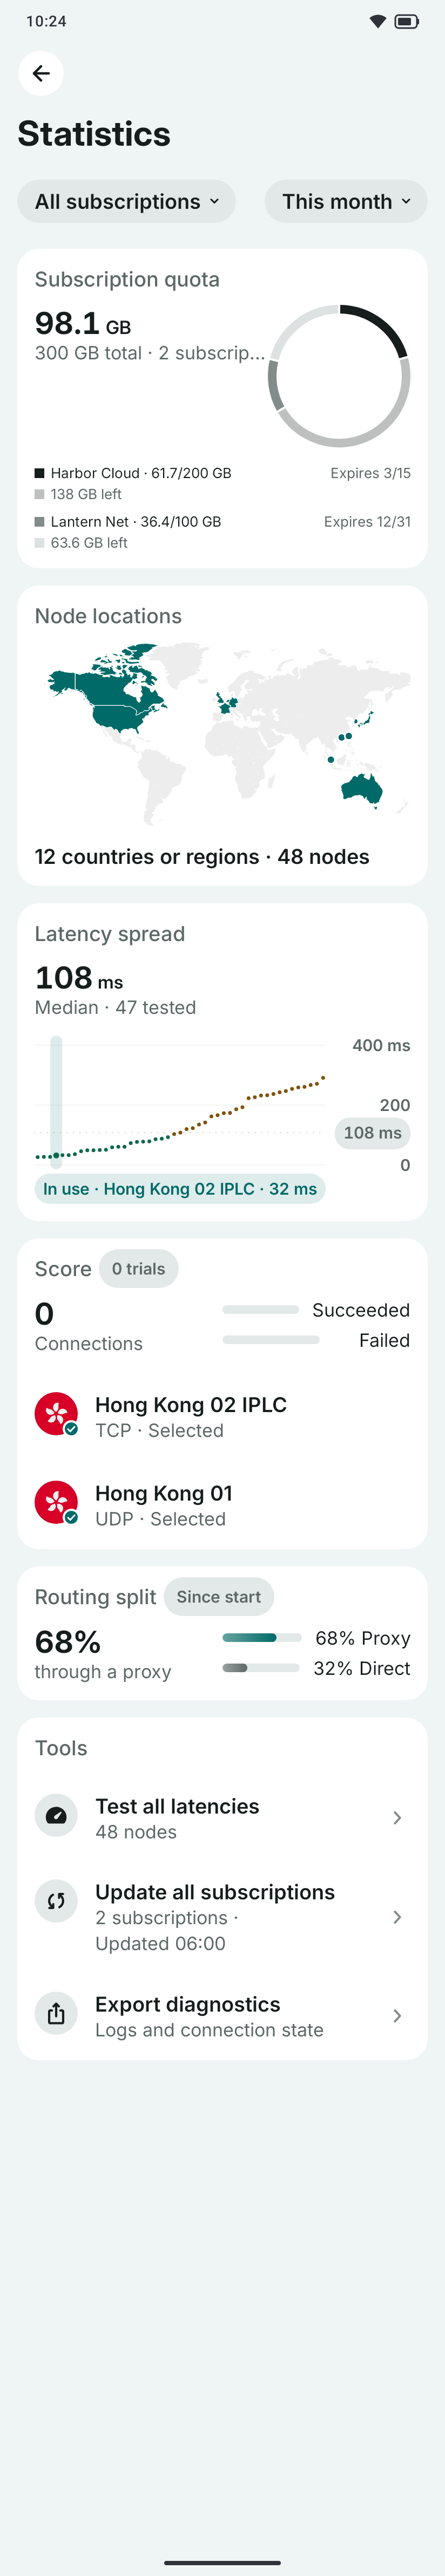 10:24
Statistics
All subscriptions
This month
Subscription quota
98.1 GB
300 GB total · 2 subscrip...
Harbor Cloud · 61.7/200 GB
Expires 3/15
138 GB left
Lantern Net · 36.4/100 GB
Expires 12/31
63.6 GB left
Node locations
12 countries or regions · 48 nodes
Latency spread
108 ms
Median · 47 tested
400 ms
200
108 ms
0
In use · Hong Kong 02 IPLC · 32 ms
Score
0 trials
0
Connections
Succeeded
Failed
Hong Kong 02 IPLC
TCP · Selected
Hong Kong 01
UDP · Selected
Routing split
Since start
68%
through a proxy
68% Proxy
32% Direct
Tools
Test all latencies
48 nodes
Update all subscriptions
2 subscriptions ·
Updated 06:00
Export diagnostics
Logs and connection state